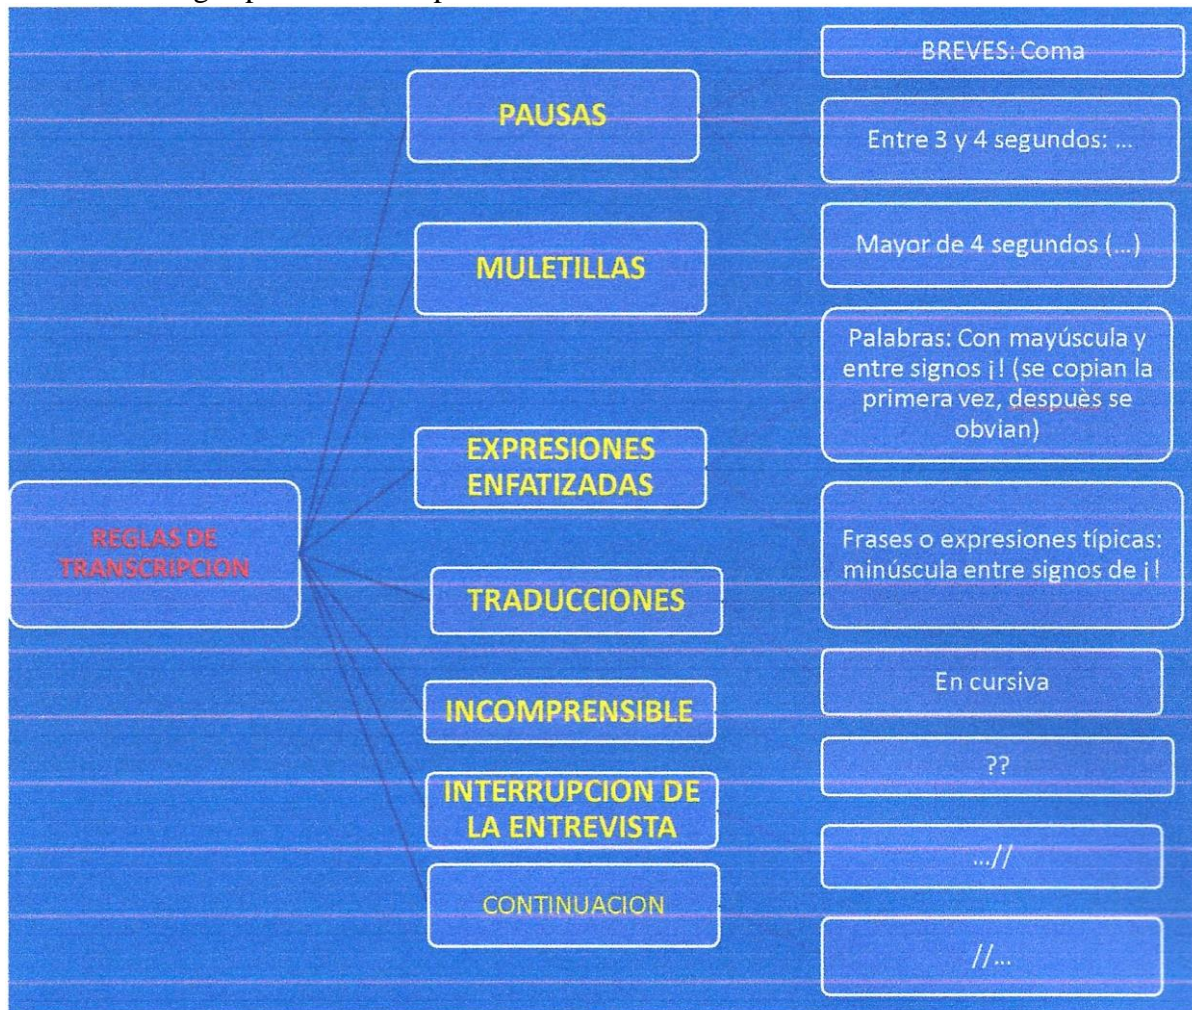 REGLAS DE
TRANSCRIPCION
PAUSAS
BREVES: Coma
Entre 3 y 4 segundos: ...
Mayor de 4 segundos (...)
MULETILLAS
EXPRESIONES
ENFATIZADAS
Palabras: Con mayúscula y
entre signos ¡! (se copian la
primera vez, despuès se
obvian)
Frases o expresiones típicas:
minúscula entre signos de ¡!
TRADUCCIONES
En cursiva
INCOMPRENSIBLE
??
INTERRUPCION DE
LA ENTREVISTA
...//
CONTINUACION
//...